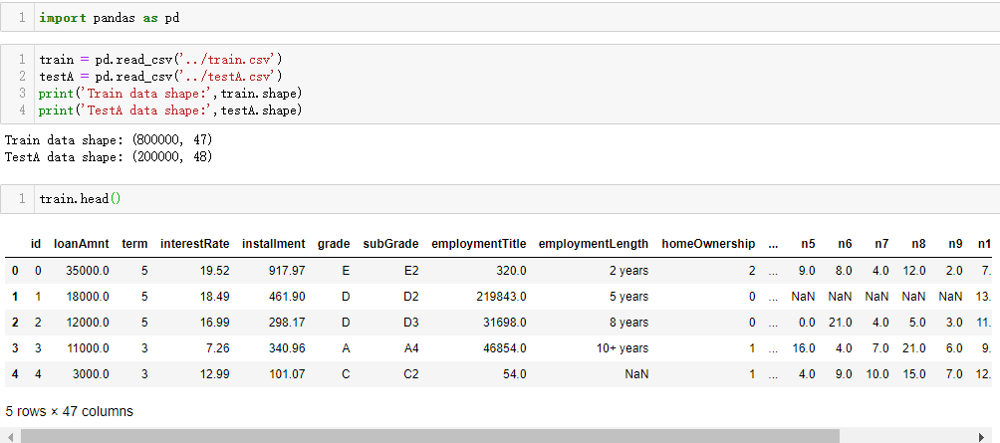 1 import pandas as pd
1 train = pd.read_csv('../train.csv')
2 testA = pd.read_csv('../testA.csv')
3 print('Train data shape:',train.shape)
4 print('TestA data shape:',testA.shape)
Train data shape: (800000, 47)
TestA data shape: (200000, 48)
1 train.head()
id loanAmnt term interestRate installment grade subGrade employmentTitle employmentLength homeOwnership ... n5 n6 n7 n8 n9 n1
0 0 35000.0 5 19.52 917.97 E E2 320.0 2 years 2 ... 9.0 8.0 4.0 12.0 2.0 7.
1 1 18000.0 5 18.49 461.90 D D2 219843.0 5 years 0 ... NaN NaN NaN NaN NaN 13.
2 2 12000.0 5 16.99 298.17 D D3 31698.0 8 years 0 ... 0.0 21.0 4.0 5.0 3.0 11.
3 3 11000.0 3 7.26 340.96 A A4 46854.0 10+ years 1 ... 16.0 4.0 7.0 21.0 6.0 9.
4 4 3000.0 3 12.99 101.07 C C2 54.0 NaN 1 ... 4.0 9.0 10.0 15.0 7.0 12.
5 rows × 47 columns